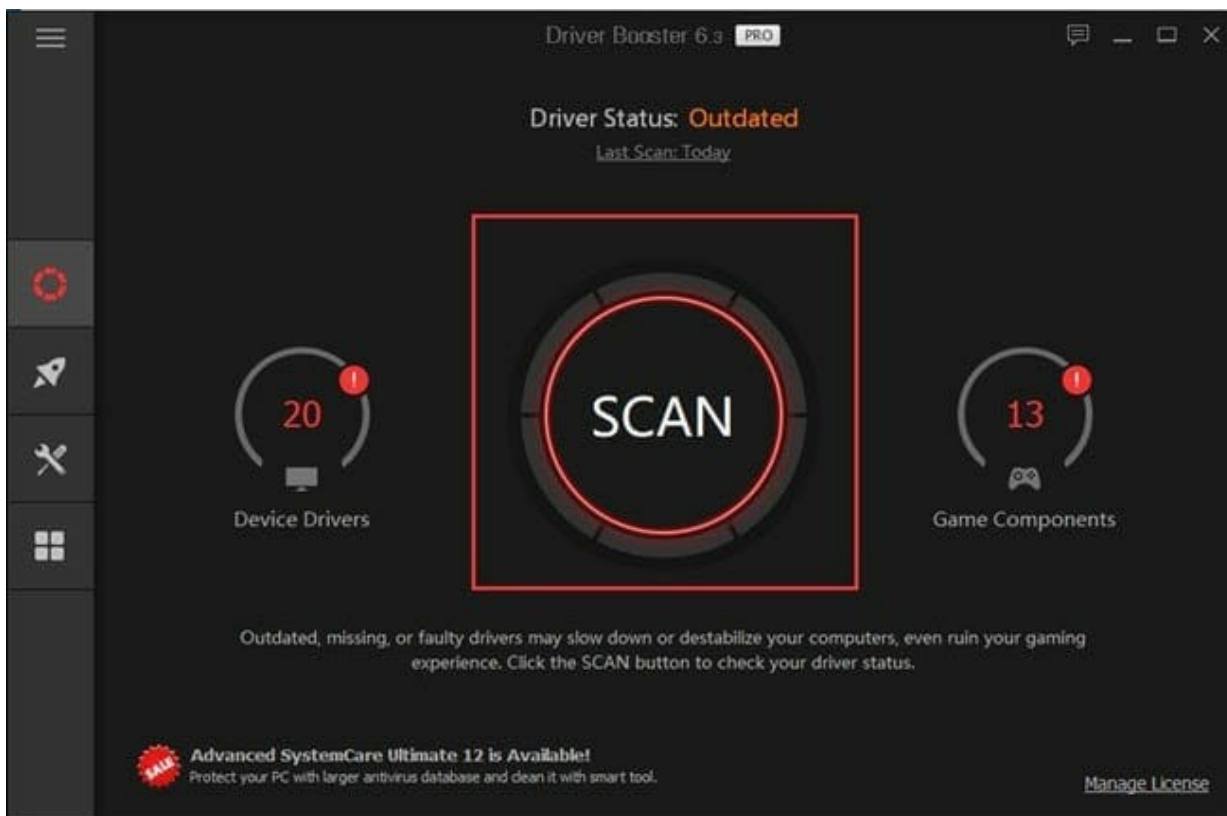 Driver Booster 6.3 PRO
Driver Status: Outdated
Last Scan: Today
20
!
Device Drivers
SCAN
13
!
Game Components
Outdated, missing, or faulty drivers may slow down or destabilize your computers, even ruin your gaming
experience. Click the SCAN button to check your driver status.
SALE
Advanced SystemCare Ultimate 12 is Available!
Protect your PC with larger antivirus database and clean it with smart tool.
Manage License